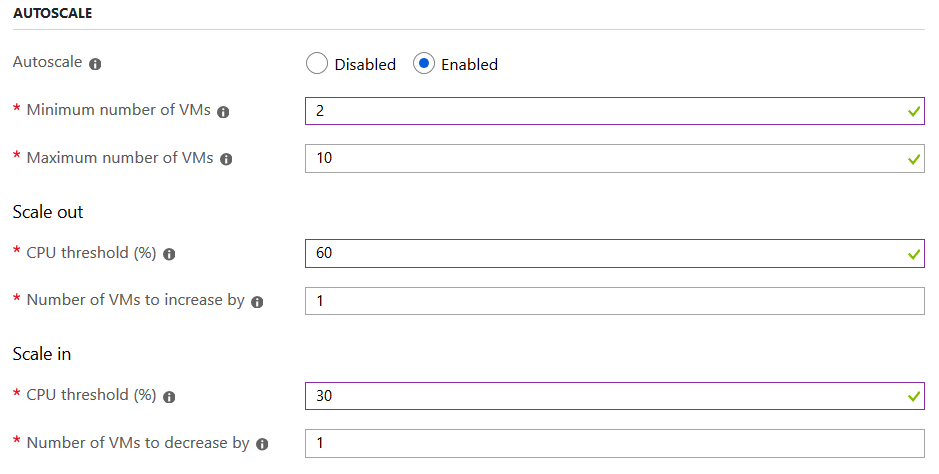 AUTOSCALE
Autoscale Disabled Enabled
* Minimum number of VMs 2
* Maximum number of VMs 10
Scale out
* CPU threshold (%) 60
* Number of VMs to increase by 1
Scale in
* CPU threshold (%) 30
* Number of VMs to decrease by 1